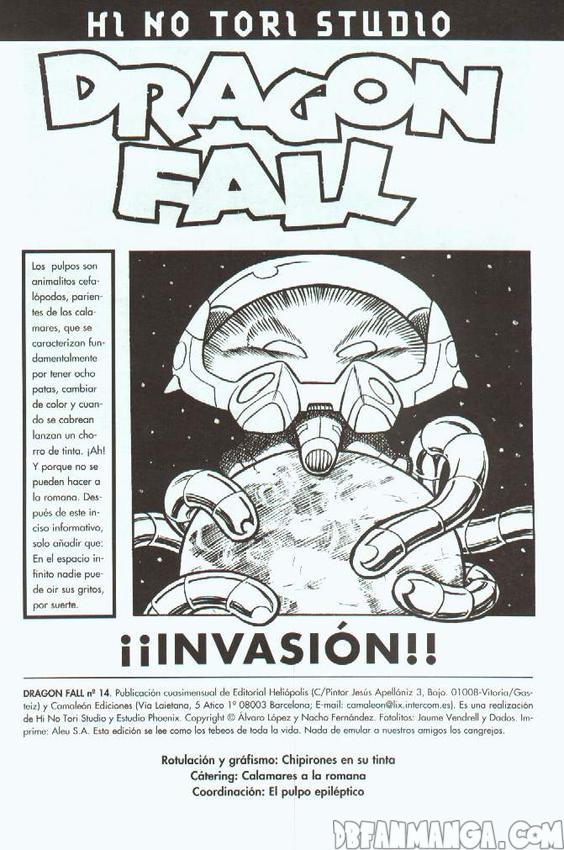 HI NO TORI STUDIO
DRAGON
FALL
Los pulpos son
animalitos cefa-
lópodos, parien-
tes de los cala-
mares, que se
caracterizan fun-
damentalmente
por tener ocho
patas, cambiar
de color y cuan-
do se cabrean
lanzan un cho-
rro de tinta. ¡Ah!
Y porque no se
pueden hacer a
la romana. Des-
pués de este in-
ciso informativo,
solo añadir que:
En el espacio in-
finito nadie pue-
de oir sus gritos,
por suerte.
¡¡INVASIÓN!!
DRAGON FALL nº 14. Publicación cuasimensual de Editorial Heliópolis (C/Pintor Jesús Apellániz 3, Bajo. 01008-Vitoria/Gas-
teiz) y Camaleón Ediciones (Via Laietana, 5 Atico 1º 08003 Barcelona; E-mail: camaleon@lix.intercom.es). Es una realización
de Hi No Tori Studio y Estudio Phoenix. Copyright © Álvaro López y Nacho Fernández. Fotolitos: Jaume Vendrell y Dados. Im-
prime: Aleu S.A. Esta edición se lee como los tebeos de toda la vida. Nada de emular a nuestros amigos los cangrejos.
Rotulación y gráfismo: Chipirones en su tinta
Cátering: Calamares a la romana
Coordinación: El pulpo epiléptico
DBFANMANGA.COM